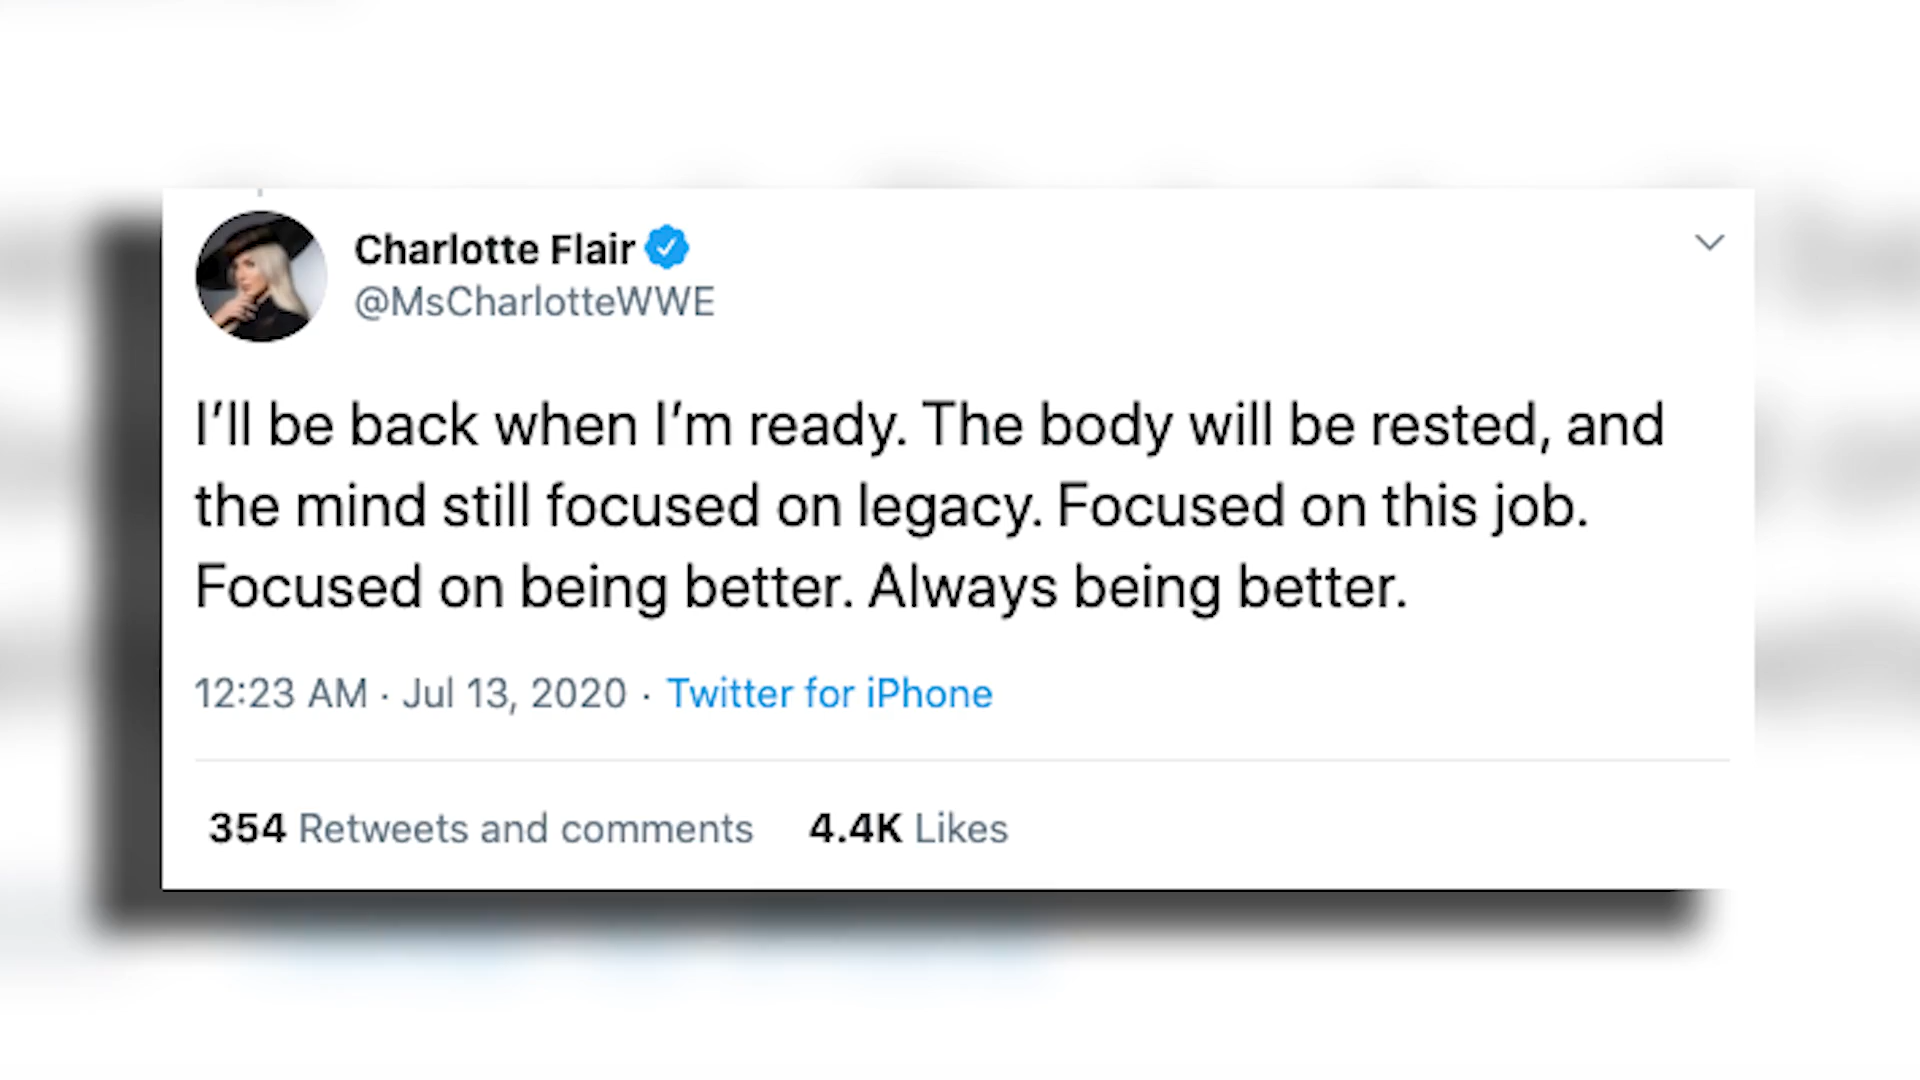 Charlotte Flair
@MsCharlotteWWE
I’ll be back when I’m ready. The body will be rested, and
the mind still focused on legacy. Focused on this job.
Focused on being better. Always being better.
12:23 AM · Jul 13, 2020 · Twitter for iPhone
354 Retweets and comments 4.4K Likes